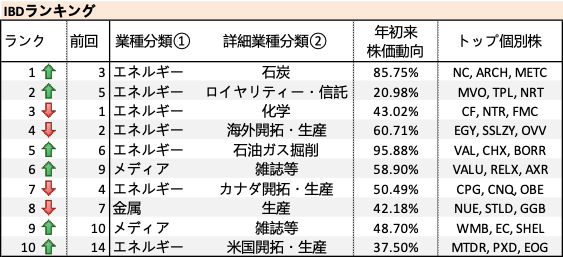 IBDランキング
ランク 前回 業種分類① 詳細業種分類② 年初来株価動向 トップ個別株
1 3 エネルギー 石炭 85.75% NC, ARCH, METC
2 5 エネルギー ロイヤリティー・信託 20.98% MVO, TPL, NRT
3 1 エネルギー 化学 43.02% CF, NTR, FMC
4 2 エネルギー 海外開拓・生産 60.71% EGY, SSLZY, OVV
5 6 エネルギー 石油ガス掘削 95.88% VAL, CHX, BORR
6 9 メディア 雑誌等 58.90% VALU, RELX, AXR
7 4 エネルギー カナダ開拓・生産 50.49% CPG, CNQ, OBE
8 7 金属 生産 42.18% NUE, STLD, GGB
9 10 メディア 雑誌等 48.70% WMB, EC, SHEL
10 14 エネルギー 米国開拓・生産 37.50% MTDR, PXD, EOG